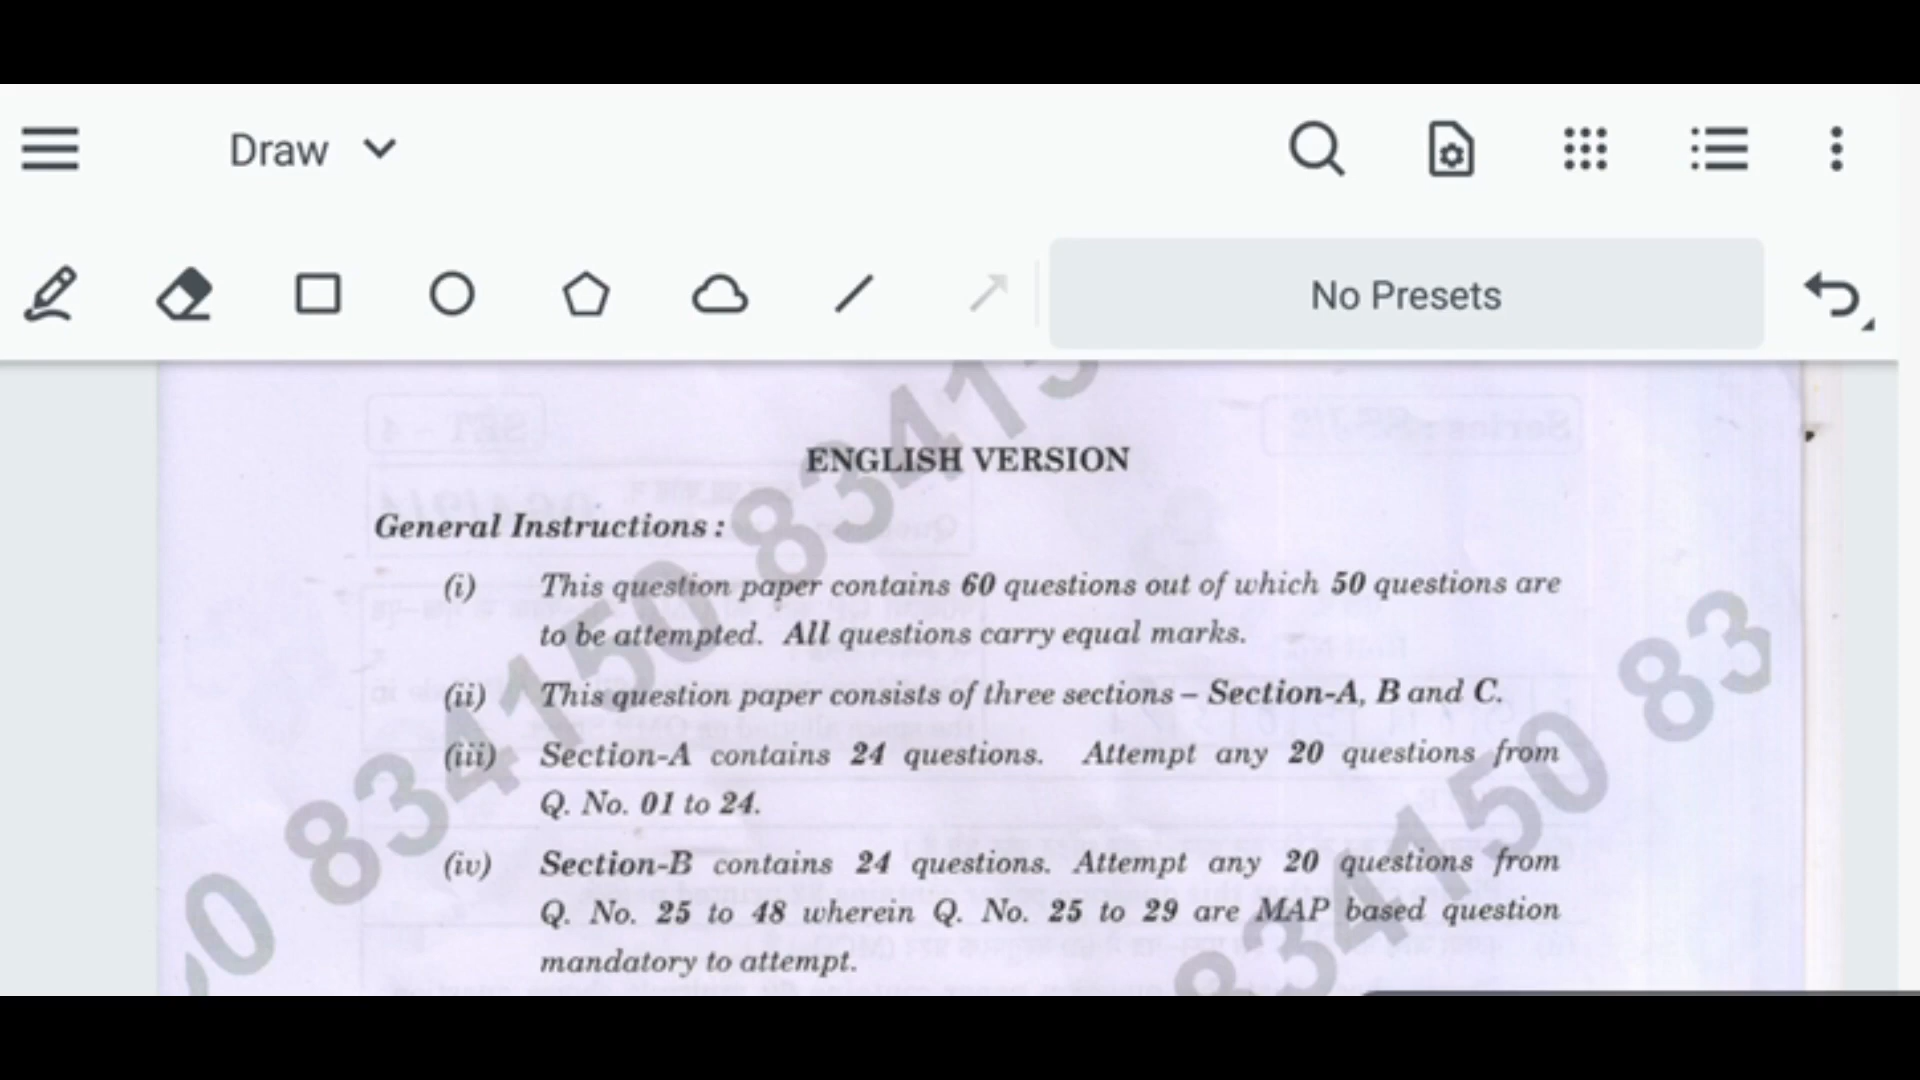 Draw
No Presets
ENGLISH VERSION
General Instructions :
(i) This question paper contains 60 questions out of which 50 questions are
to be attempted. All questions carry equal marks.
(ii) This question paper consists of three sections – Section-A, B and C.
(iii) Section-A contains 24 questions. Attempt any 20 questions from
Q. No. 01 to 24.
(iv) Section-B contains 24 questions. Attempt any 20 questions from
Q. No. 25 to 48 wherein Q. No. 25 to 29 are MAP based question
mandatory to attempt.
834150 83415
834150 83